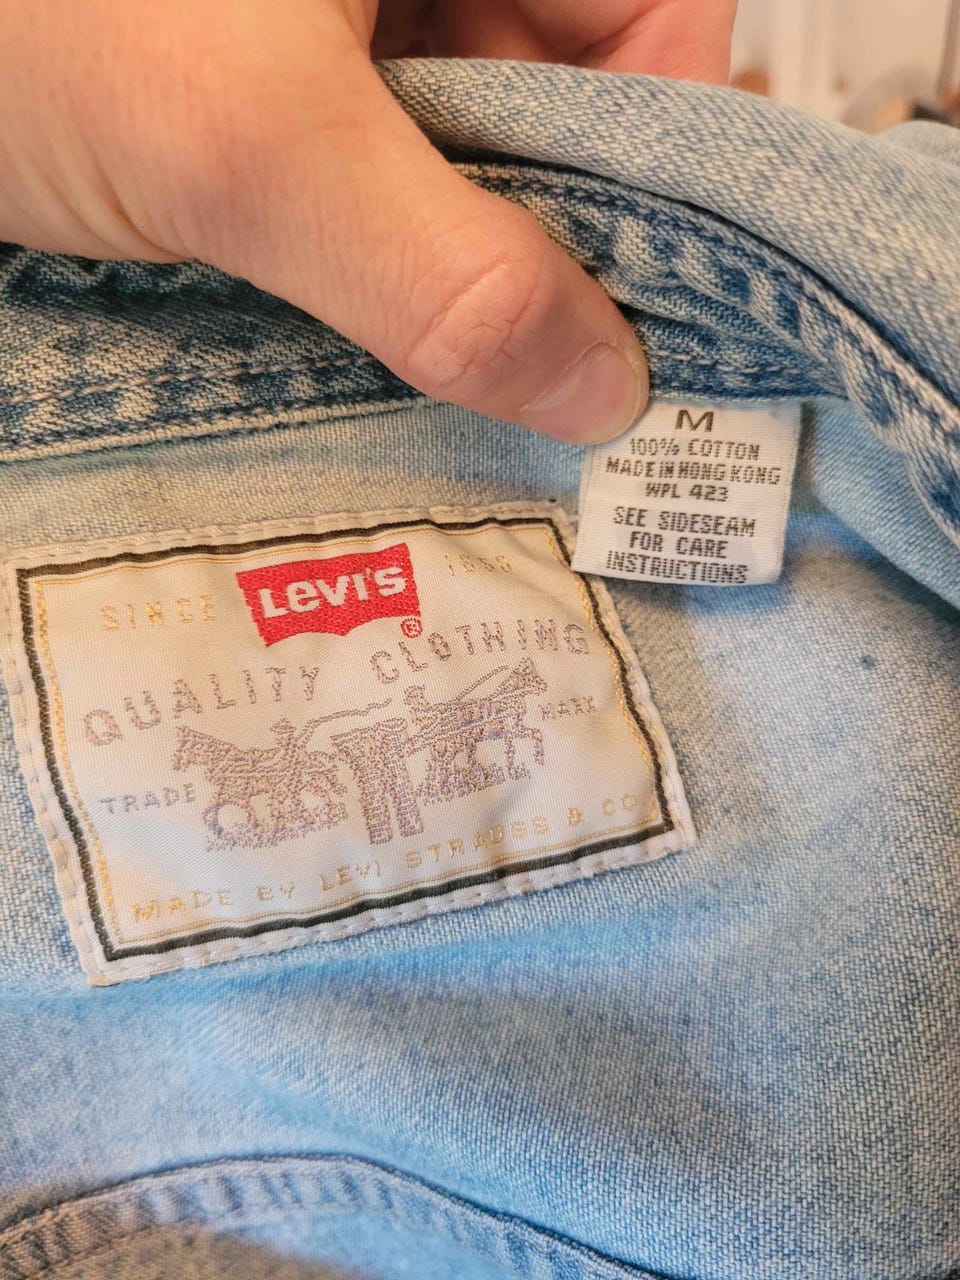 M
100% COTTON
MADE IN HONG KONG
WPL 423
SEE SIDESEAM
FOR CARE
INSTRUCTIONS
SINCE Levi's® 1853
QUALITY CLOTHING
TRADE MARK
MADE BY LEVI STRAUSS & CO.